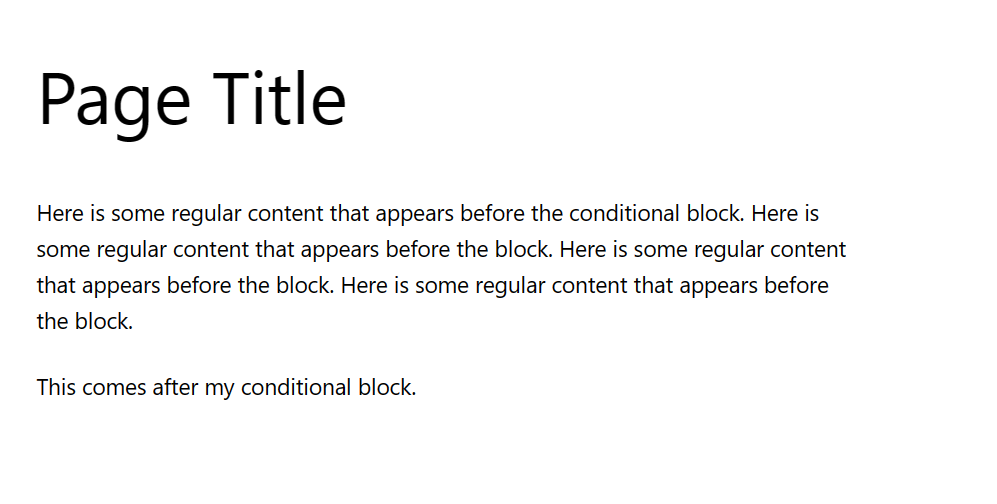 Page Title
Here is some regular content that appears before the conditional block. Here is
some regular content that appears before the block. Here is some regular content
that appears before the block. Here is some regular content that appears before
the block.
This comes after my conditional block.